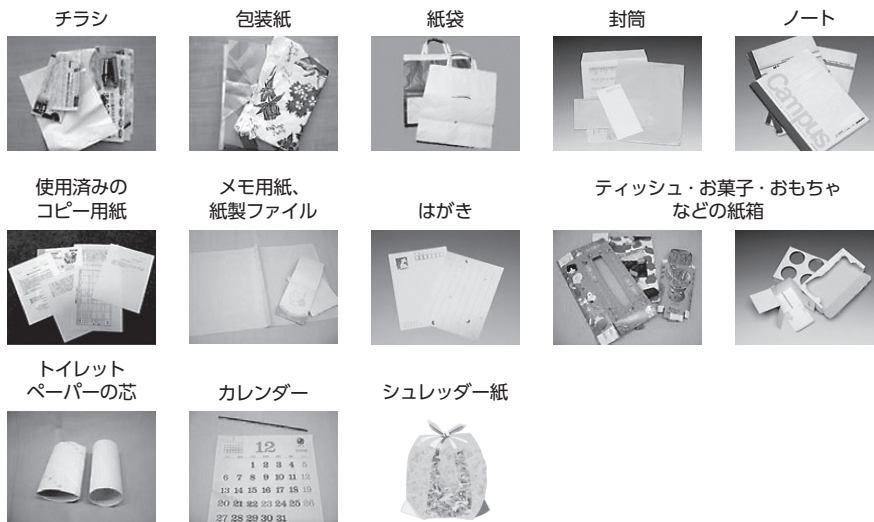 チラシ
包装紙
紙袋
封筒
ノート
Campus
使用済みの
コピー用紙
メモ用紙、
紙製ファイル
はがき
ティッシュ・お菓子・おもちゃ
などの紙箱
トイレット
ペーパーの芯
カレンダー
12
1 2 3 4 5
6 7 8 9 10 11 12
13 14 15 16 17 18 19
20 21 22 23 24 25 26
27 28 29 30 31
シュレッダー紙